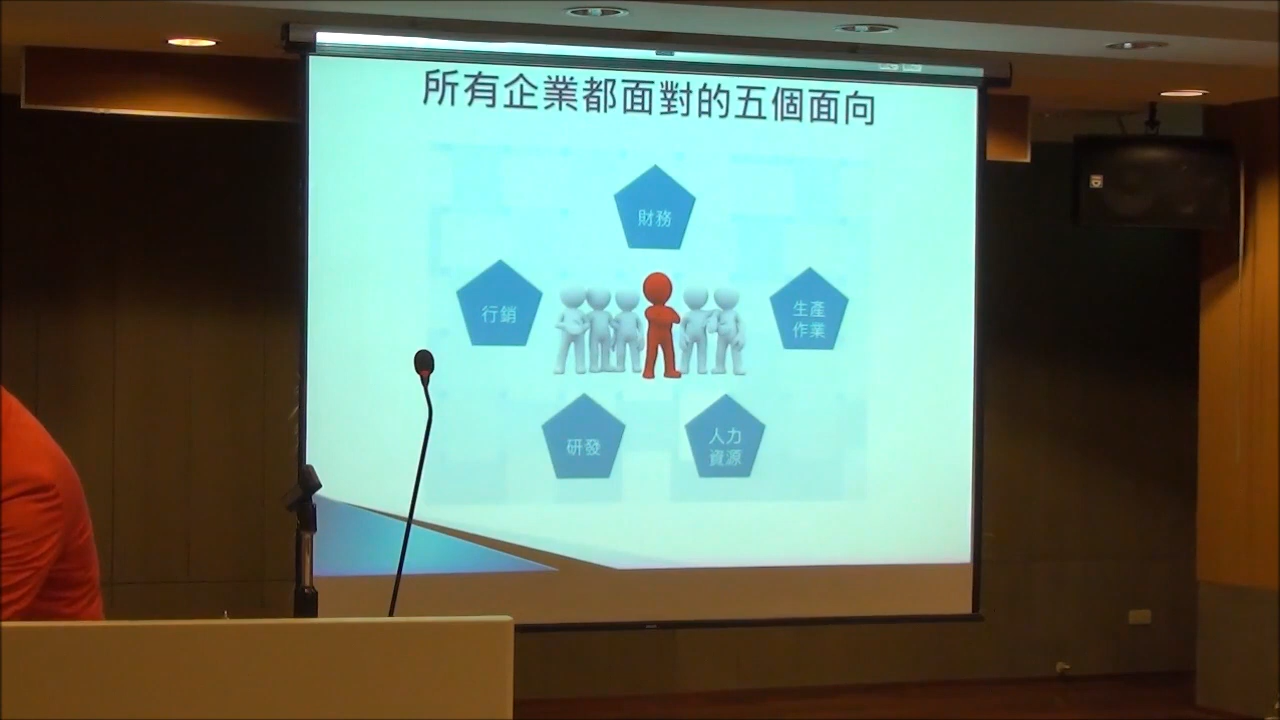 所有企業都面對的五個面向
財務
行銷
生產
作業
研發
人力
資源